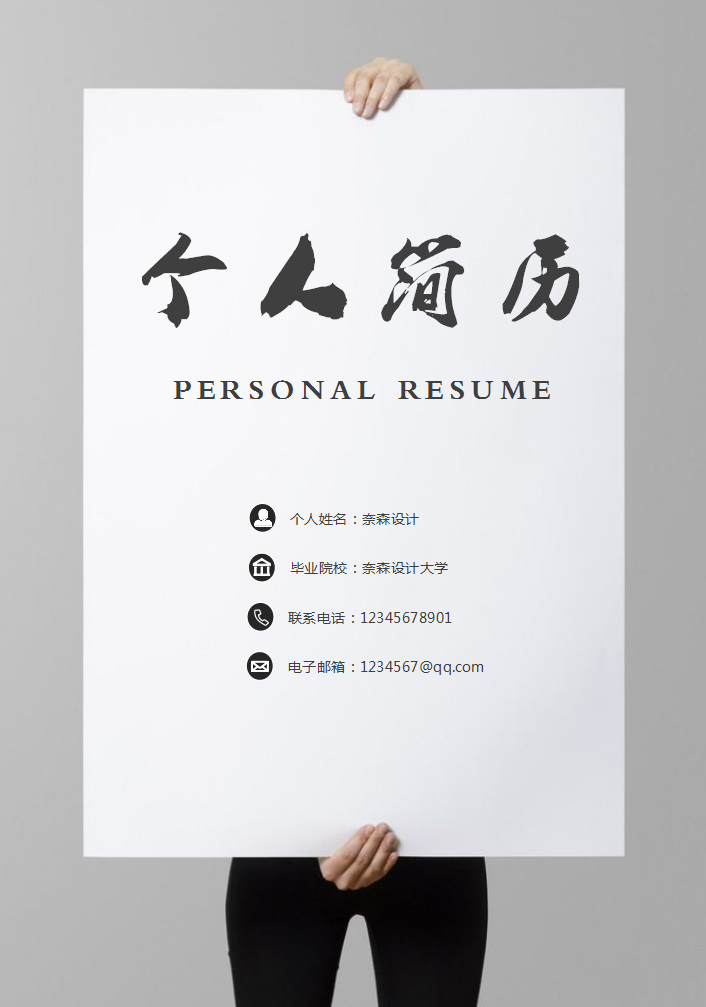 个人简历
PERSONAL RESUME
个人姓名：奈森设计
毕业院校：奈森设计大学
联系电话：12345678901
电子邮箱：1234567@qq.com